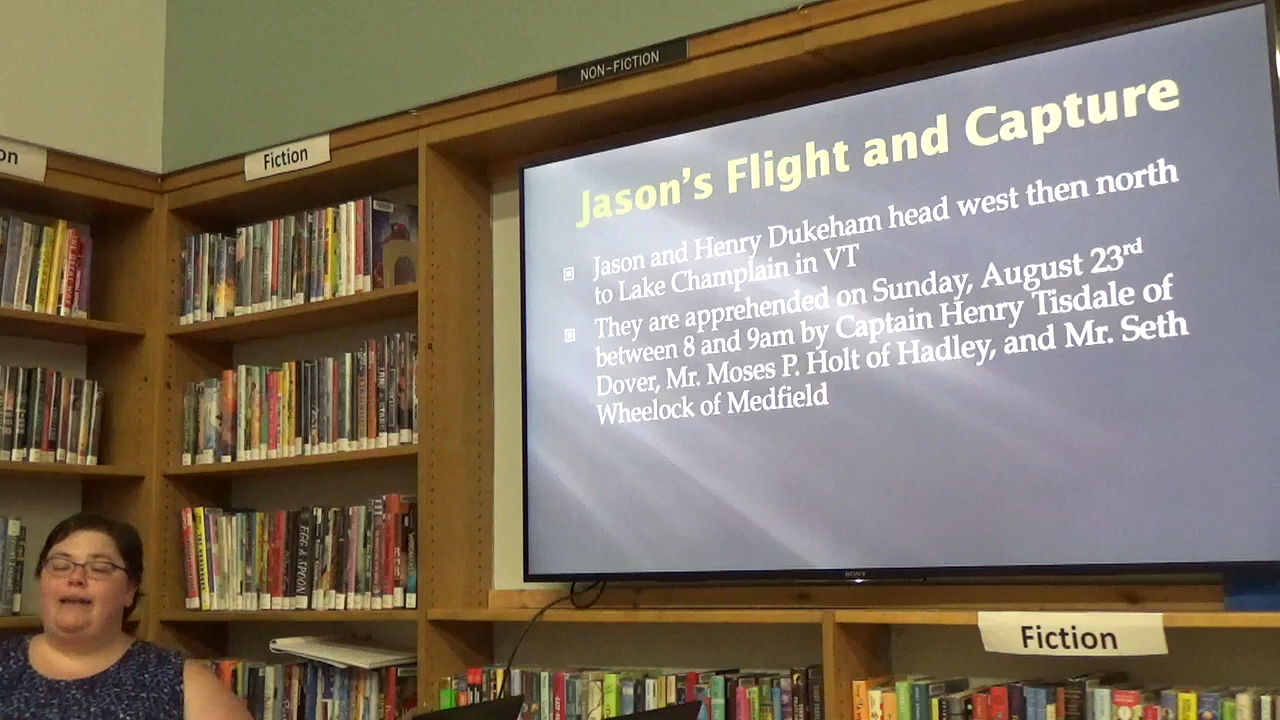 NON-FICTION
on
Fiction
Jason's Flight and Capture
Jason and Henry Dukeham head west then north
to Lake Champlain in VT
They are apprehended on Sunday, August 23rd
between 8 and 9am by Captain Henry Tisdale of
Dover, Mr. Moses P. Holt of Hadley, and Mr. Seth
Wheelock of Medfield
SONY
EGG & SPOON
Fiction